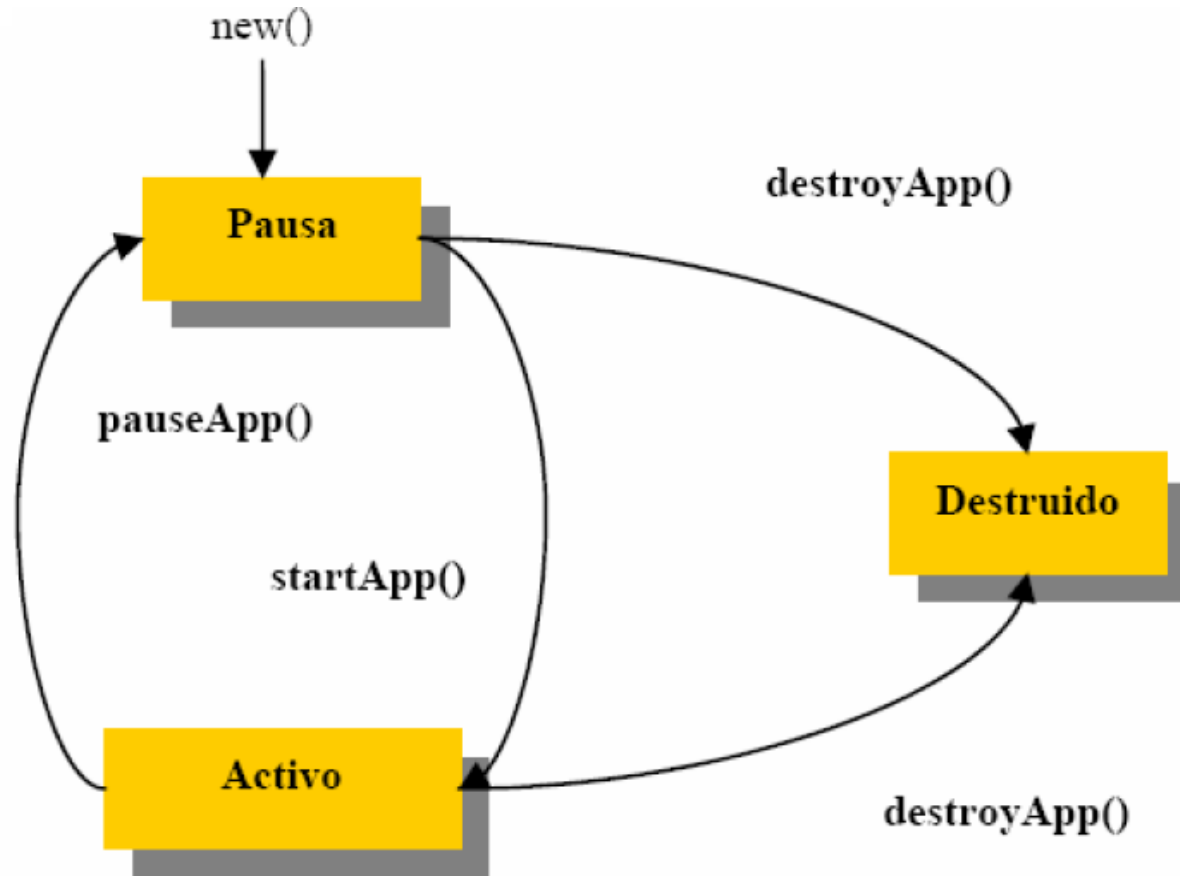 new()
destroyApp()
Pausa
pauseApp()
Destruido
startApp()
Activo
destroyApp()